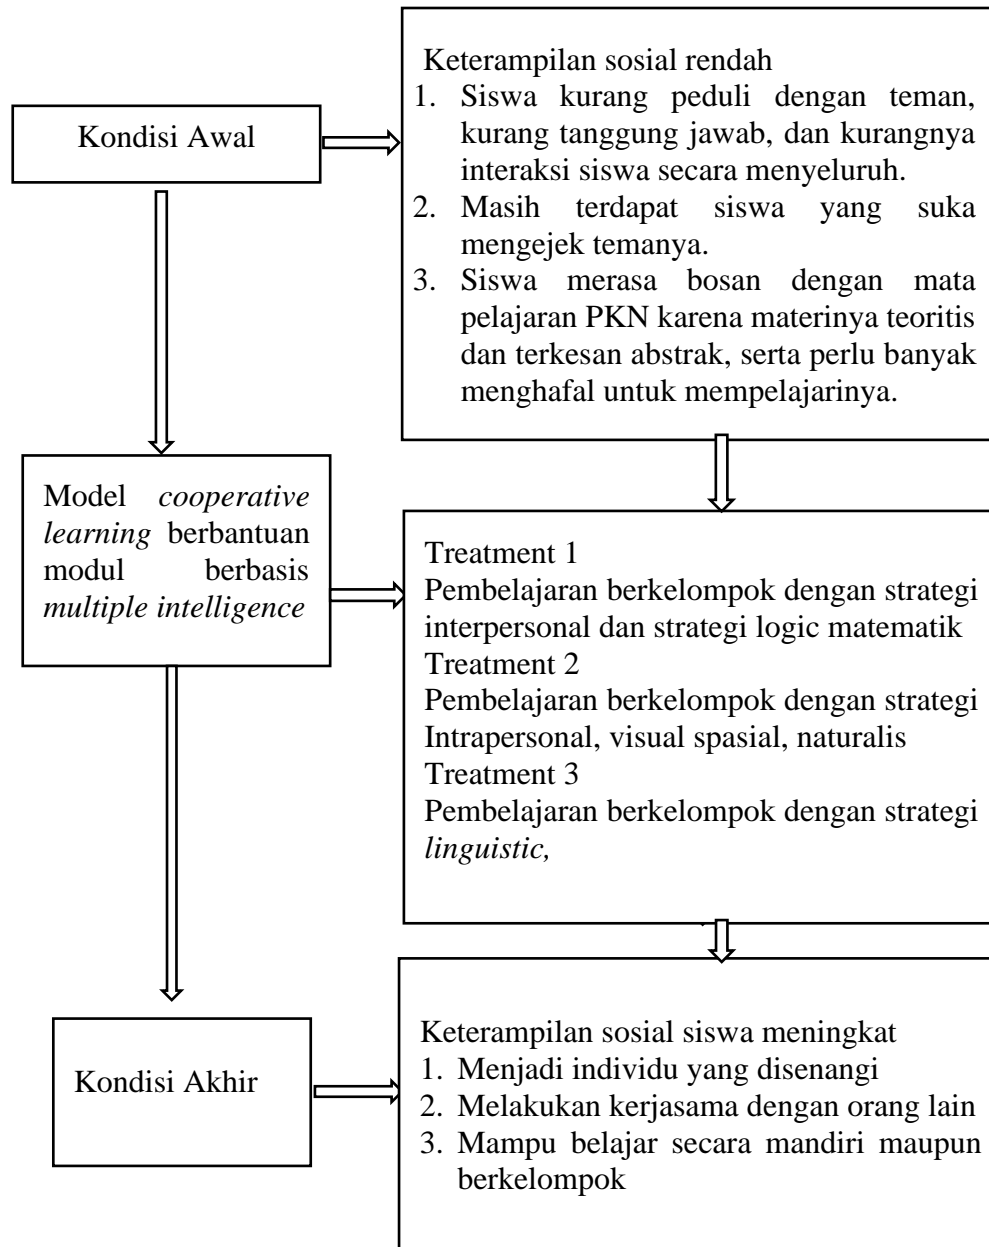 Kondisi Awal
Keterampilan sosial rendah
1. Siswa kurang peduli dengan teman,
kurang tanggung jawab, dan kurangnya
interaksi siswa secara menyeluruh.
2. Masih terdapat siswa yang suka
mengejek temanya.
3. Siswa merasa bosan dengan mata
pelajaran PKN karena materinya teoritis
dan terkesan abstrak, serta perlu banyak
menghafal untuk mempelajarinya.
Model cooperative
learning berbantuan
modul berbasis
multiple intelligence
Treatment 1
Pembelajaran berkelompok dengan strategi
interpersonal dan strategi logic matematik
Treatment 2
Pembelajaran berkelompok dengan strategi
Intrapersonal, visual spasial, naturalis
Treatment 3
Pembelajaran berkelompok dengan strategi
linguistic,
Kondisi Akhir
Keterampilan sosial siswa meningkat
1. Menjadi individu yang disenangi
2. Melakukan kerjasama dengan orang lain
3. Mampu belajar secara mandiri maupun
berkelompok